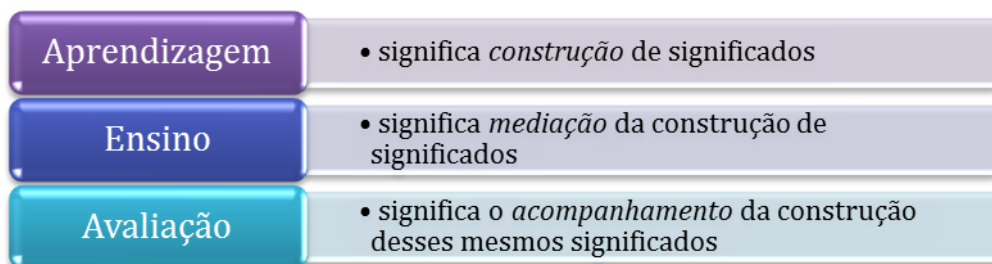 Aprendizagem
• significa construção de significados
Ensino
• significa mediação da construção de
significados
Avaliação
• significa o acompanhamento da construção
desses mesmos significados